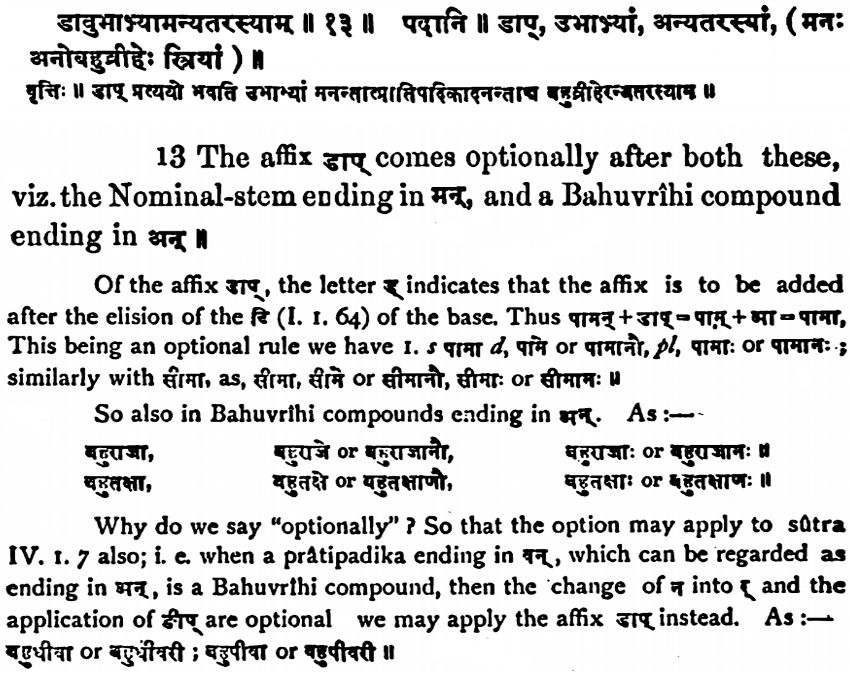 डाबुभाभ्यामन्यतरस्याम् ॥ १३ ॥ पदानि ॥ डाप्, उभाभ्यां, अन्यतरस्यां, ( मनः
अनोबहुव्रीहेः स्त्रियां ) ॥
वृत्तिः ॥ डाप् प्रत्ययो भवति उभाभ्यां मनन्तात्प्रातिपदिकादनन्ताच्च बहुव्रीहेरन्यतरस्याम् ॥
13 The affix डाप् comes optionally after both these,
viz. the Nominal-stem ending in मन्, and a Bahuvrîhi compound
ending in अन् ॥
Of the affix डाप्, the letter ड् indicates that the affix is to be added
after the elision of the टि (I. 1. 64) of the base. Thus पामन् + डाप् = पाम् + आ = पामा,
This being an optional rule we have 1. s पामा d, पामे or पामानौ, pl, पामाः or पामानः ;
similarly with सीमा, as, सीमा, सीमे or सीमानौ, सीमाः or सीमानः ॥
So also in Bahuvrîhi compounds ending in अन्. As :—
बहुराजा, बहुराजे or बहुराजानौ, बहुराजाः or बहुराजानः ॥
बहुतक्षा, बहुतक्षे or बहुतक्षाणौ, बहुतक्षाः or बहुतक्षाणः ॥
Why do we say "optionally" ? So that the option may apply to sûtra
IV. 1. 7 also; i. e. when a prâtipadika ending in वन्, which can be regarded as
ending in अन्, is a Bahuvrîhi compound, then the change of न into र् and the
application of ङीप् are optional we may apply the affix डाप् instead. As :—
बहुधीवा or बहुधीवरी ; बहुपीवा or बहुपीवरी ॥